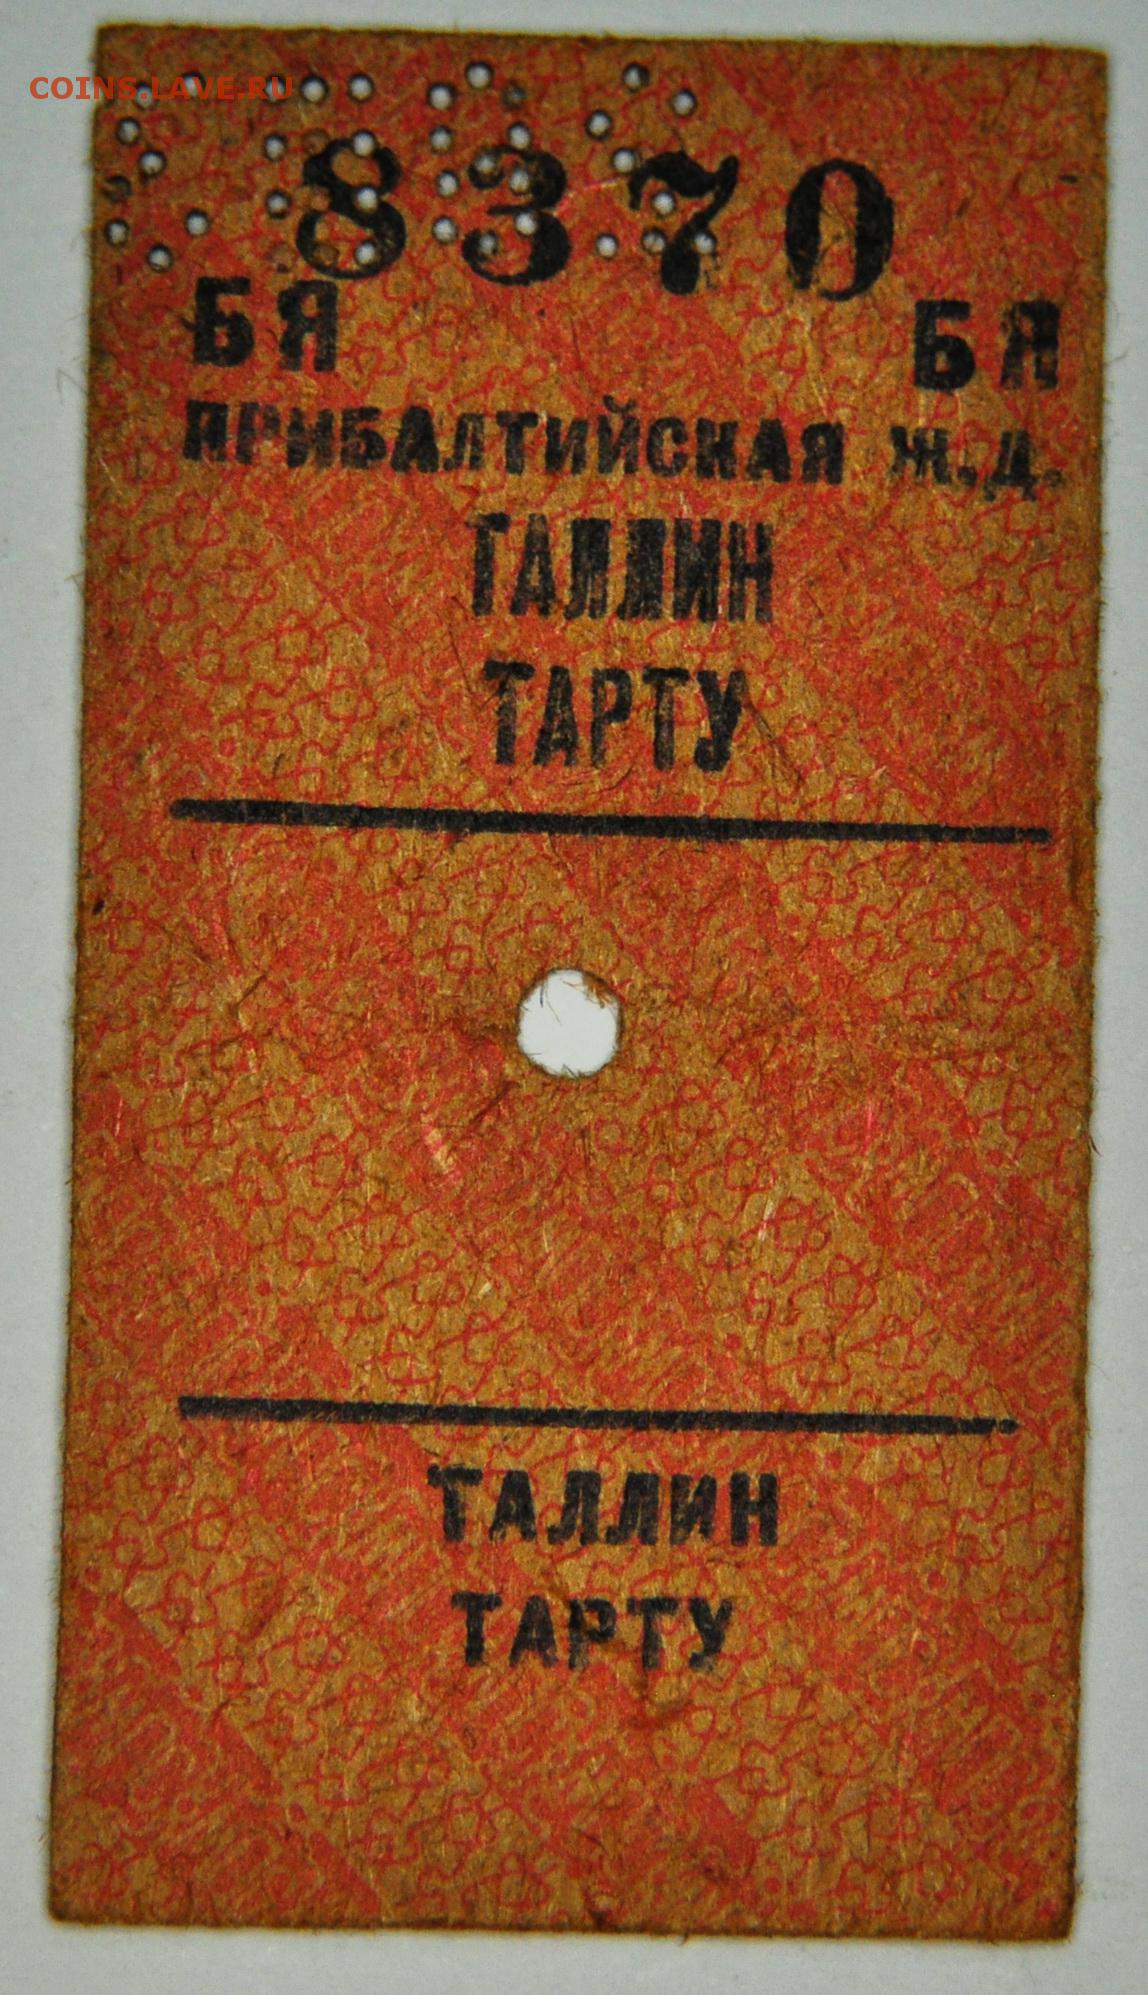 COINS.LAVE.RU
8370
БЯ БЯ
ПРИБАЛТИЙСКАЯ Ж.Д.
ТАЛЛИН
ТАРТУ
ТАЛЛИН
ТАРТУ